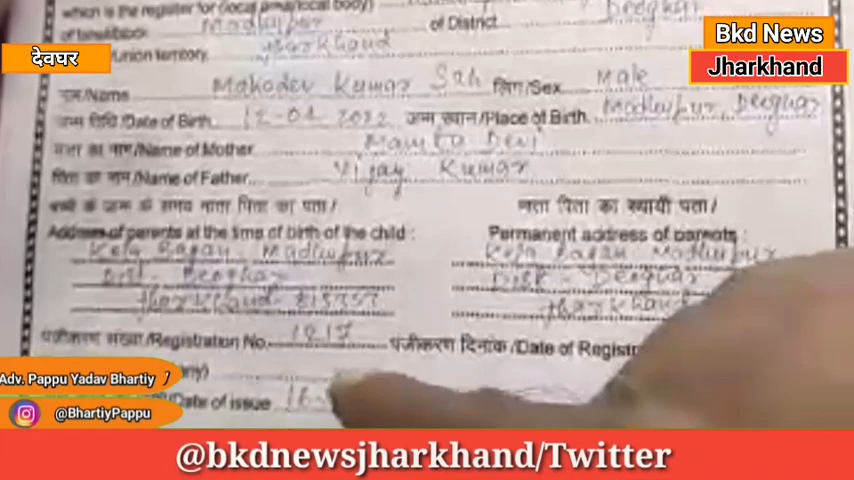 which is the register for (local area/local body)
Deoghar
Madhupur of District
देवघर
/Union territory Jharkhand
Bkd News
Jharkhand
नाम/Name Mahadev Kumar Sah लिंग/Sex Male
जन्म तिथि/Date of Birth 12-01 2022 जन्म स्थान/Place of Birth Madhupur, Deoghar
माता का नाम/Name of Mother Mamta Devi
पिता का नाम/Name of Father Vijay Kumar
बच्चे के जन्म के समय माता पिता का पता/ माता पिता का स्थायी पता/
Address of parents at the time of birth of the child : Permanent address of parents
Kela Bagan, Madhupur Kela Bagan Madhupur
Dist- Deoghar Dist Deoghar
Jharkhand Jharkhand
पंजीकरण संख्या/Registration No. पंजीकरण दिनांक/Date of Registr
Adv. Pappu Yadav Bhartiy
/Date of issue
@BhartiyPappu
@bkdnewsjharkhand/Twitter